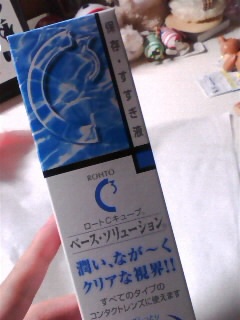 保存・すすぎ液
ROHTO
C³
ロートCキューブ
ベース・ソリューション
潤い、なが〜く
クリアな視界!!
すべてのタイプの
コンタクトレンズに使えます